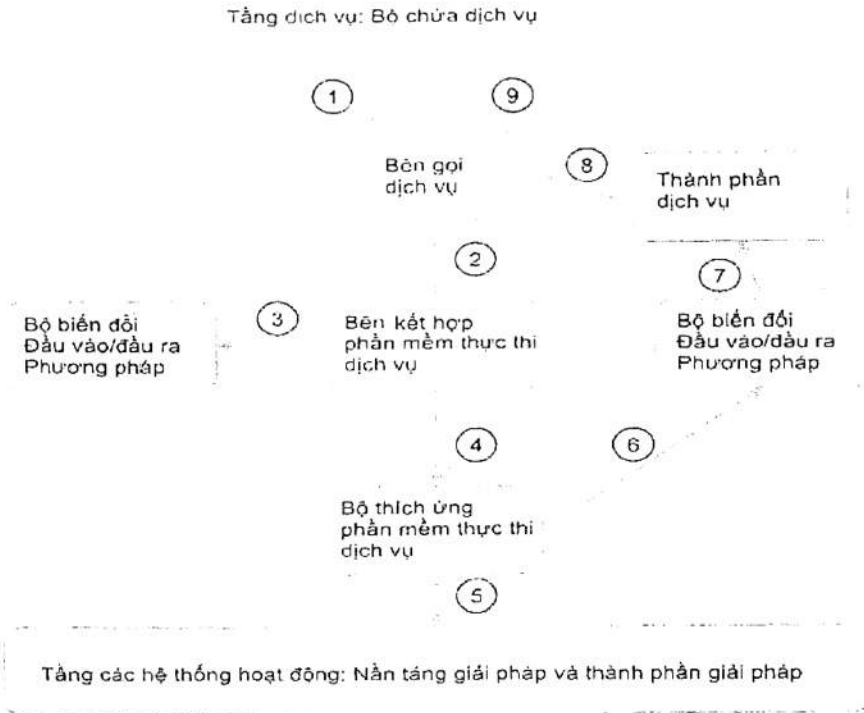 Tầng dịch vụ: Bộ chứa dịch vụ
1
9
Bên gọi
dịch vụ
8
Thành phần
dịch vụ
2
7
3
Bộ biến đổi
Đầu vào/đầu ra
Phương pháp
Bên kết hợp
phần mềm thực thi
dịch vụ
Bộ biến đổi
Đầu vào/đầu ra
Phương pháp
4
6
Bộ thích ứng
phần mềm thực thi
dịch vụ
5
Tầng các hệ thống hoạt động: Nần tảng giải pháp và thành phần giải pháp